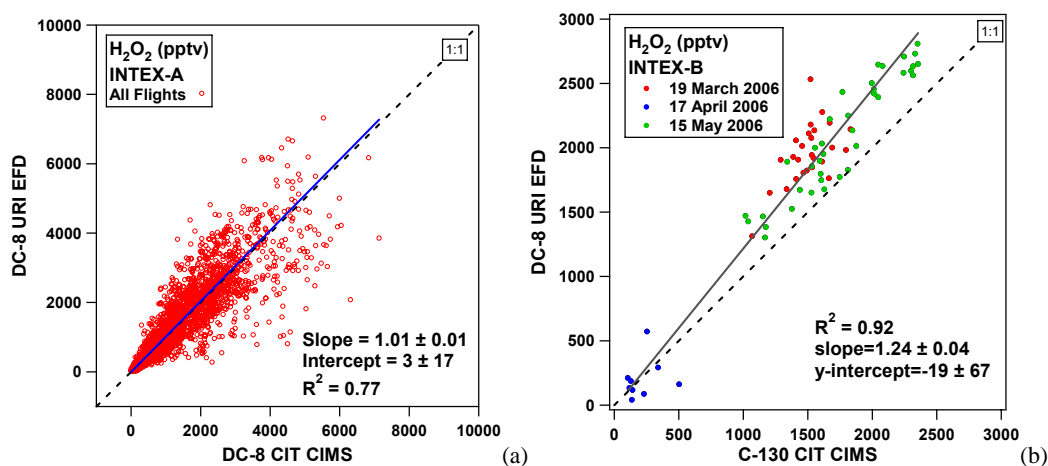 10000
8000
6000
4000
2000
0
DC-8 URI EFD
H2O2 (pptv)
INTEX-A
All Flights
1:1
Slope = 1.01 ± 0.01
Intercept = 3 ± 17
R2 = 0.77
0 2000 4000 6000 8000 10000
DC-8 CIT CIMS
(a)
3000
2500
2000
1500
1000
500
0
DC-8 URI EFD
H2O2 (pptv)
INTEX-B
19 March 2006
17 April 2006
15 May 2006
1:1
R2 = 0.92
slope=1.24 ± 0.04
y-intercept=-19 ± 67
0 500 1000 1500 2000 2500 3000
C-130 CIT CIMS
(b)